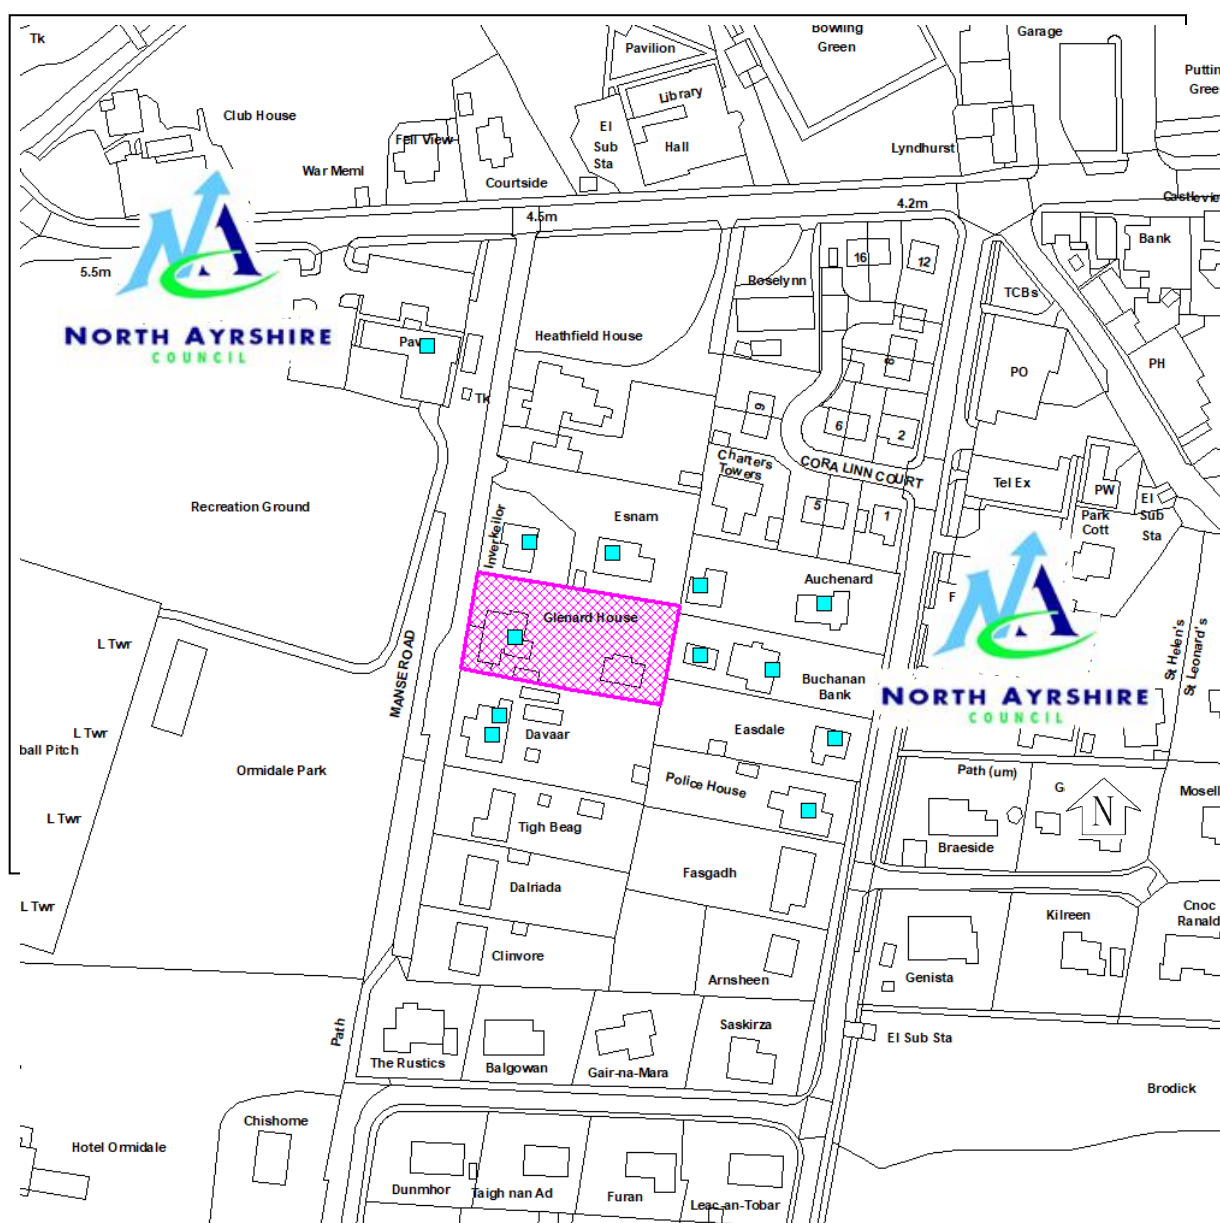 Tk
Pavilion
Bowling
Green
Garage
Library
Club House
El
Sub
Sta
Hall
Fell View
Lyndhurst
War Meml
Courtside
4.5m
4.2m
Bank
5.5m
Roselynn
16
12
TCBs
NORTH AYRSHIRE
COUNCIL
Heathfield House
8
PO
PH
Tk
9
6
2
Charters
Towers
CORA LINN COURT
Tel Ex
PW
El
Sub
Sta
Park
Cott
Recreation Ground
Inverkeilor
Esnam
5
1
Auchenard
F
Glenard House
L Twr
MANSE ROAD
St Helen's
St Leonard's
Buchanan
Bank
NORTH AYRSHIRE
COUNCIL
L Twr
ball Pitch
Davaar
Easdale
Ormidale Park
Police House
Path (um)
G
N
L Twr
Tigh Beag
Braeside
Fasgadh
Dalriada
L Twr
Cnoc
Ranald
Kilreen
Clinvore
Arnsheen
Genista
Path
Saskirza
El Sub Sta
The Rustics
Balgowan
Gair-na-Mara
Brodick
Chishome
Hotel Ormidale
Dunmhor
Taigh nan Ad
Furan
Leac-an-Tobar